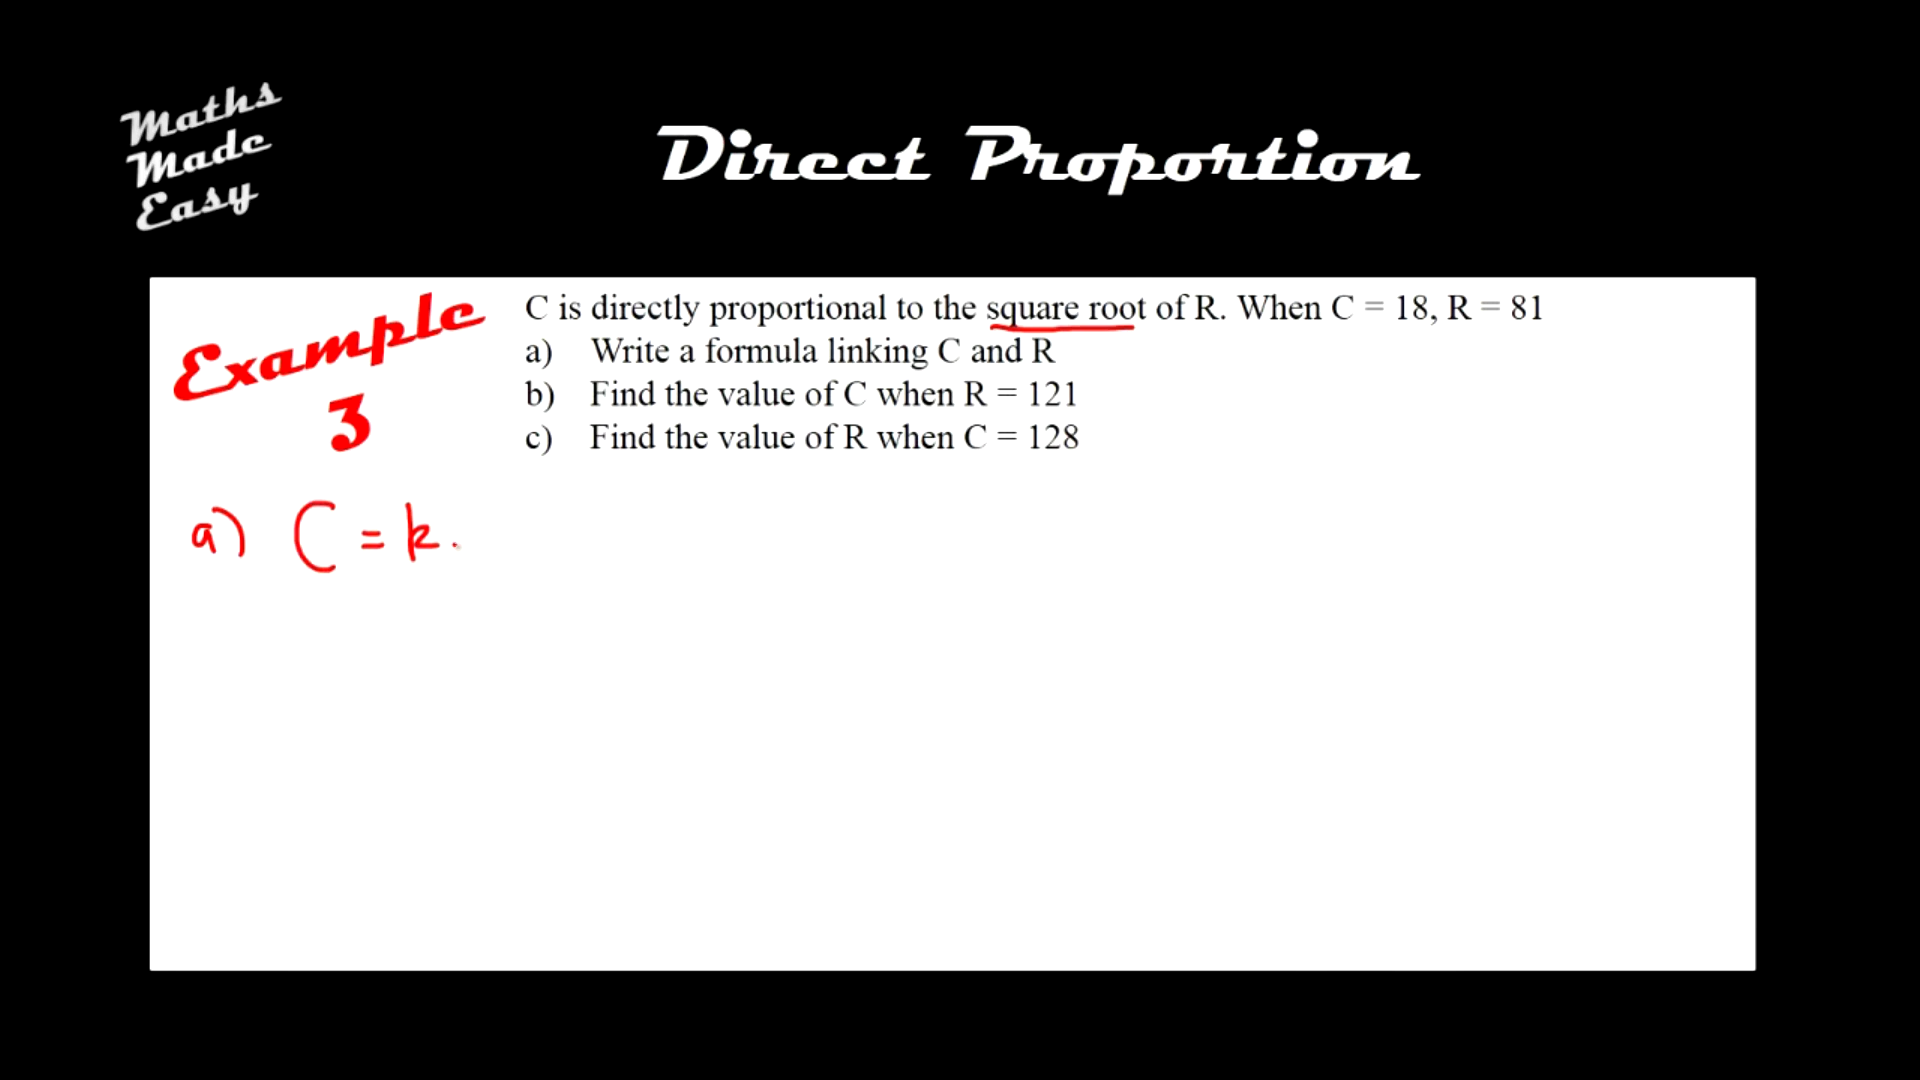 Maths
Made
Easy
Direct Proportion
Example
3
C is directly proportional to the square root of R. When C = 18, R = 81
a) Write a formula linking C and R
b) Find the value of C when R = 121
c) Find the value of R when C = 128
a) C = k.